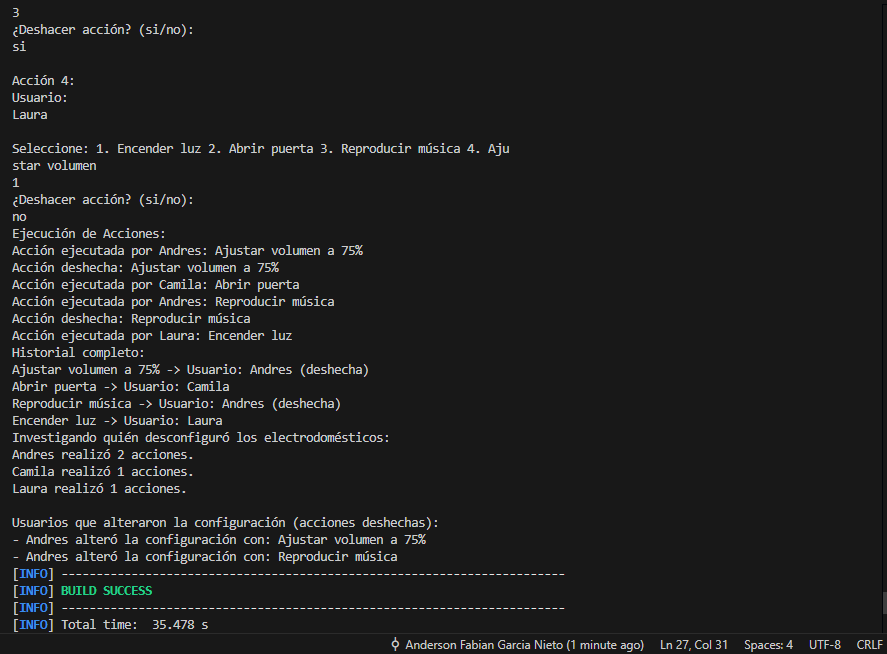 3
¿Deshacer acción? (si/no):
si
Acción 4:
Usuario:
Laura
Seleccione: 1. Encender luz 2. Abrir puerta 3. Reproducir música 4. Aju
star volumen
1
¿Deshacer acción? (si/no):
no
Ejecución de Acciones:
Acción ejecutada por Andres: Ajustar volumen a 75%
Acción deshecha: Ajustar volumen a 75%
Acción ejecutada por Camila: Abrir puerta
Acción ejecutada por Andres: Reproducir música
Acción deshecha: Reproducir música
Acción ejecutada por Laura: Encender luz
Historial completo:
Ajustar volumen a 75% -> Usuario: Andres (deshecha)
Abrir puerta -> Usuario: Camila
Reproducir música -> Usuario: Andres (deshecha)
Encender luz -> Usuario: Laura
Investigando quién desconfiguró los electrodomésticos:
Andres realizó 2 acciones.
Camila realizó 1 acciones.
Laura realizó 1 acciones.
Usuarios que alteraron la configuración (acciones deshechas):
- Andres alteró la configuración con: Ajustar volumen a 75%
- Andres alteró la configuración con: Reproducir música
[INFO] ------------------------------------------------------------------------
[INFO] BUILD SUCCESS
[INFO] ------------------------------------------------------------------------
[INFO] Total time:  35.478 s
Anderson Fabian Garcia Nieto (1 minute ago) Ln 27, Col 31 Spaces: 4 UTF-8 CRLF